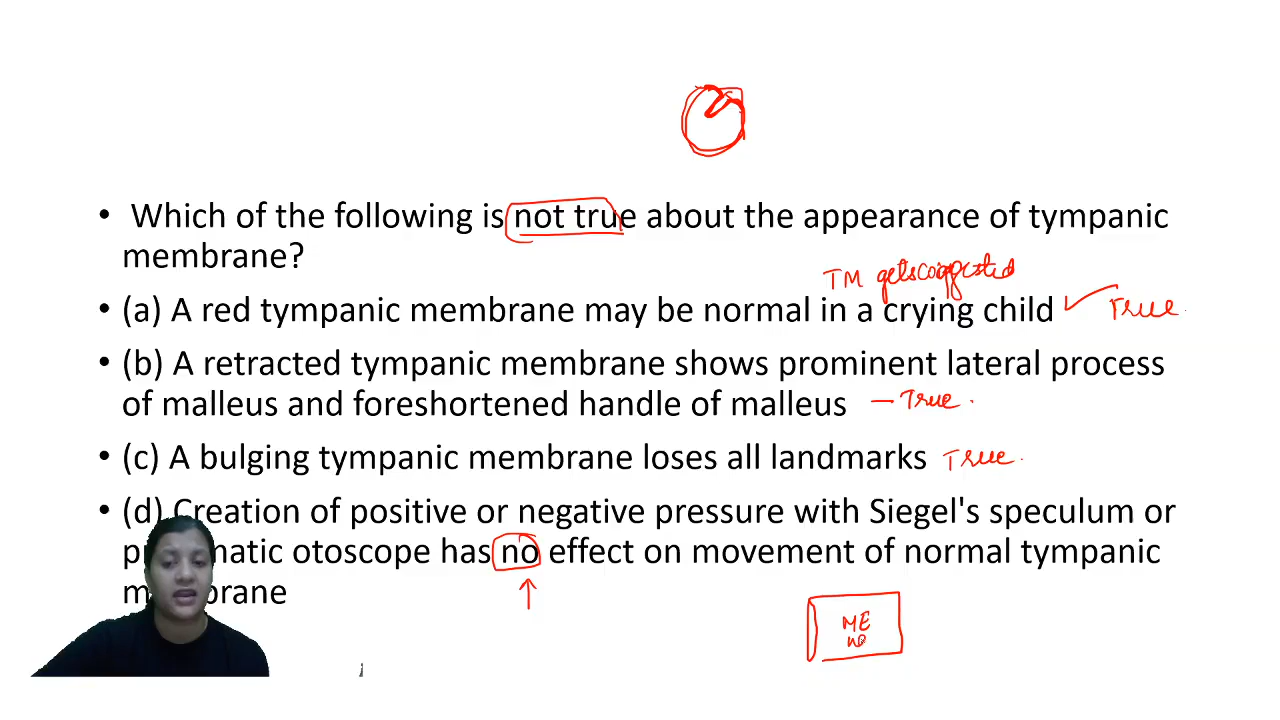 • Which of the following is not true about the appearance of tympanic
membrane?
TM gets congested
• (a) A red tympanic membrane may be normal in a crying child ✓ True
• (b) A retracted tympanic membrane shows prominent lateral process
of malleus and foreshortened handle of malleus – True
• (c) A bulging tympanic membrane loses all landmarks True
• (d) Creation of positive or negative pressure with Siegel's speculum or
otoscope has no effect on movement of normal tympanic
ME